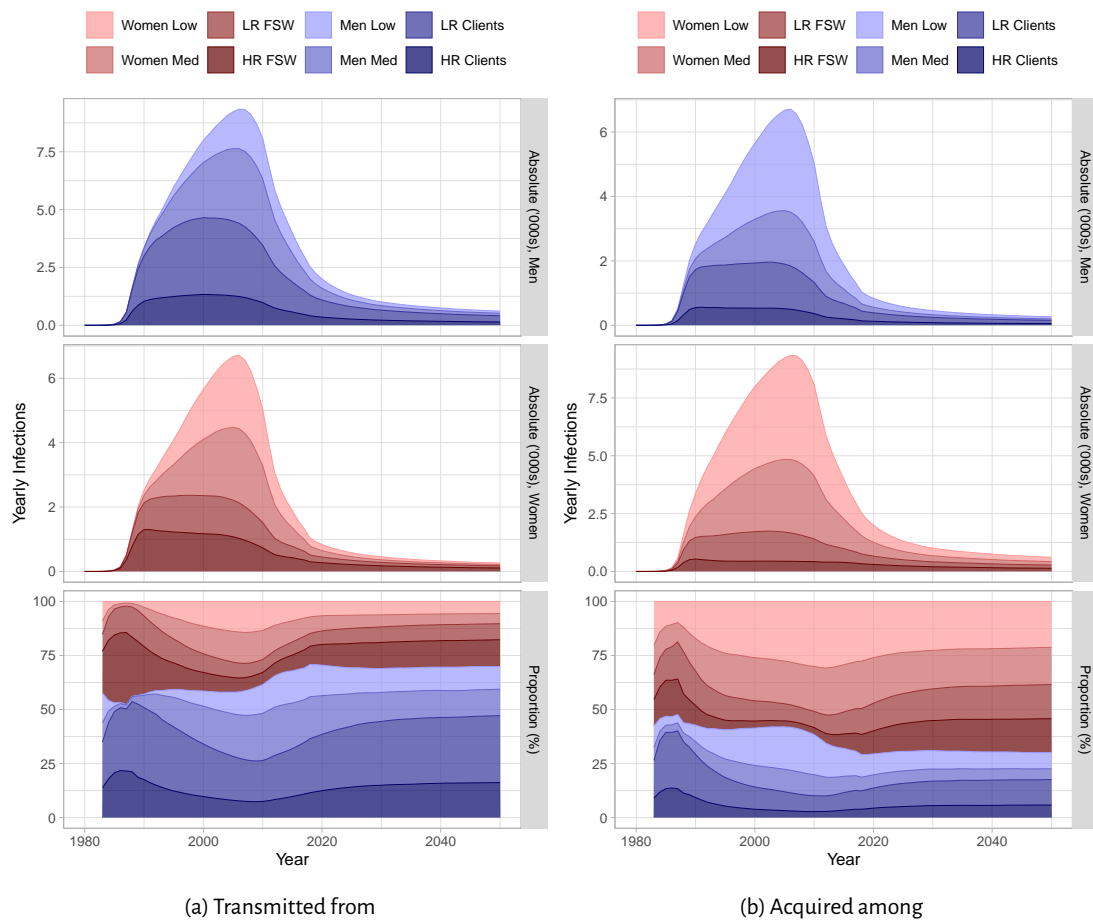 Women Low LR FSW Men Low LR Clients
Women Med HR FSW Men Med HR Clients
7.5
5.0
2.5
0.0
Absolute ('000s), Men
6
4
2
0
Absolute ('000s), Women
100
75
50
25
0
Proportion (%)
Yearly Infections
1980 2000 2020 2040
Year
(a) Transmitted from
Women Low LR FSW Men Low LR Clients
Women Med HR FSW Men Med HR Clients
6
4
2
0
Absolute ('000s), Men
7.5
5.0
2.5
0.0
Absolute ('000s), Women
100
75
50
25
0
Proportion (%)
Yearly Infections
1980 2000 2020 2040
Year
(b) Acquired among